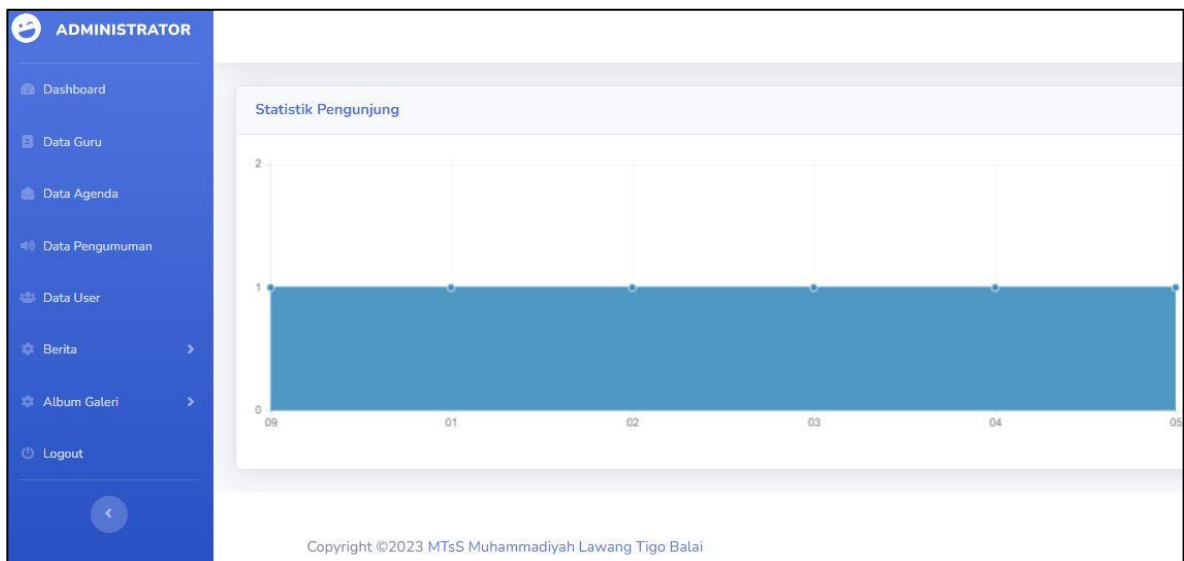 ADMINISTRATOR
Dashboard
Data Guru
Data Agenda
Data Pengumuman
Data User
Berita
Album Galeri
Logout
Statistik Pengunjung
2
1
0
09 01 02 03 04 05
Copyright ©2023 MTsS Muhammadiyah Lawang Tigo Balai